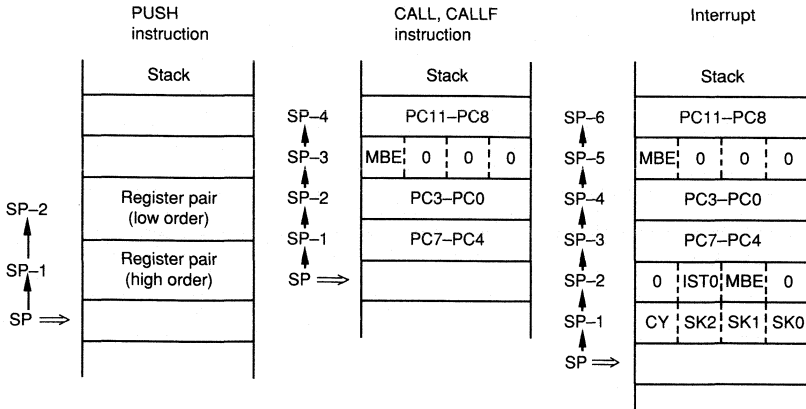 PUSH
instruction
Stack
Register pair
(low order)
Register pair
(high order)
SP–2
SP–1
SP
CALL, CALLF
instruction
Stack
SP–4 PC11–PC8
SP–3 MBE 0 0 0
SP–2 PC3–PC0
SP–1 PC7–PC4
SP
Interrupt
Stack
SP–6 PC11–PC8
SP–5 MBE 0 0 0
SP–4 PC3–PC0
SP–3 PC7–PC4
SP–2 0 IST0 MBE 0
SP–1 CY SK2 SK1 SK0
SP